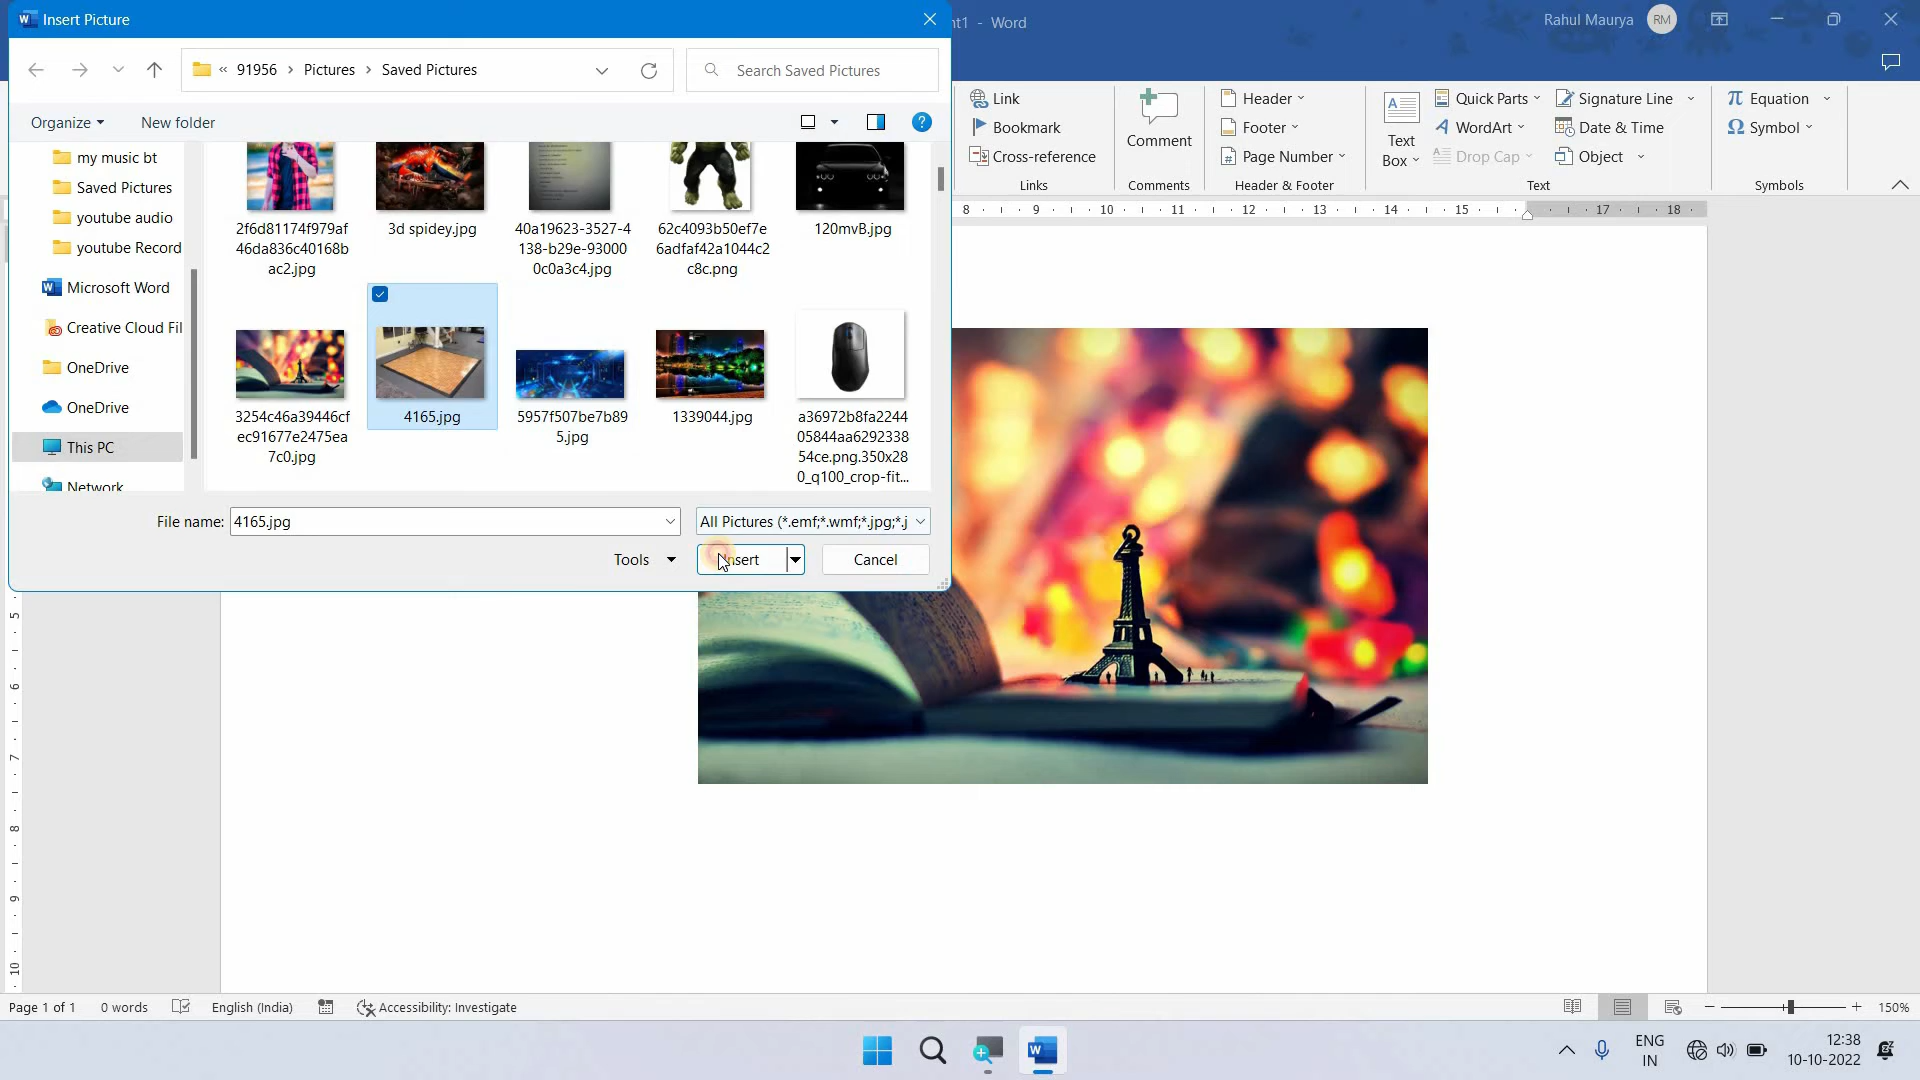 Insert Picture
nt1 - Word
Rahul Maurya
RM
« 91956 > Pictures > Saved Pictures
Search Saved Pictures
Organize
New folder
?
my music bt
Saved Pictures
youtube audio
youtube Record
Microsoft Word
Creative Cloud Fil
OneDrive
OneDrive
This PC
Network
2f6d81174f979af
46da836c40168b
ac2.jpg
3d spidey.jpg
40a19623-3527-4
138-b29e-93000
0c0a3c4.jpg
62c4093b50ef7e
6adfaf42a1044c2
c8c.png
120mvB.jpg
3254c46a39446cf
ec91677e2475ea
7c0.jpg
4165.jpg
5957f507be7b89
5.jpg
1339044.jpg
a36972b8fa2244
05844aa6292338
54ce.png.350x28
0_q100_crop-fit...
File name: 4165.jpg
All Pictures (*.emf;*.wmf;*.jpg;*.j
Tools
Insert
Cancel
Link
Bookmark
Cross-reference
Links
Comment
Comments
Header
Footer
Page Number
Header & Footer
Text
Box
Quick Parts
WordArt
Drop Cap
Signature Line
Date & Time
Object
Text
Equation
Symbol
Symbols
8 9 10 11 12 13 14 15 17 18
5
6
7
8
9
10
Page 1 of 1
0 words
English (India)
Accessibility: Investigate
150%
ENG
IN
12:38
10-10-2022